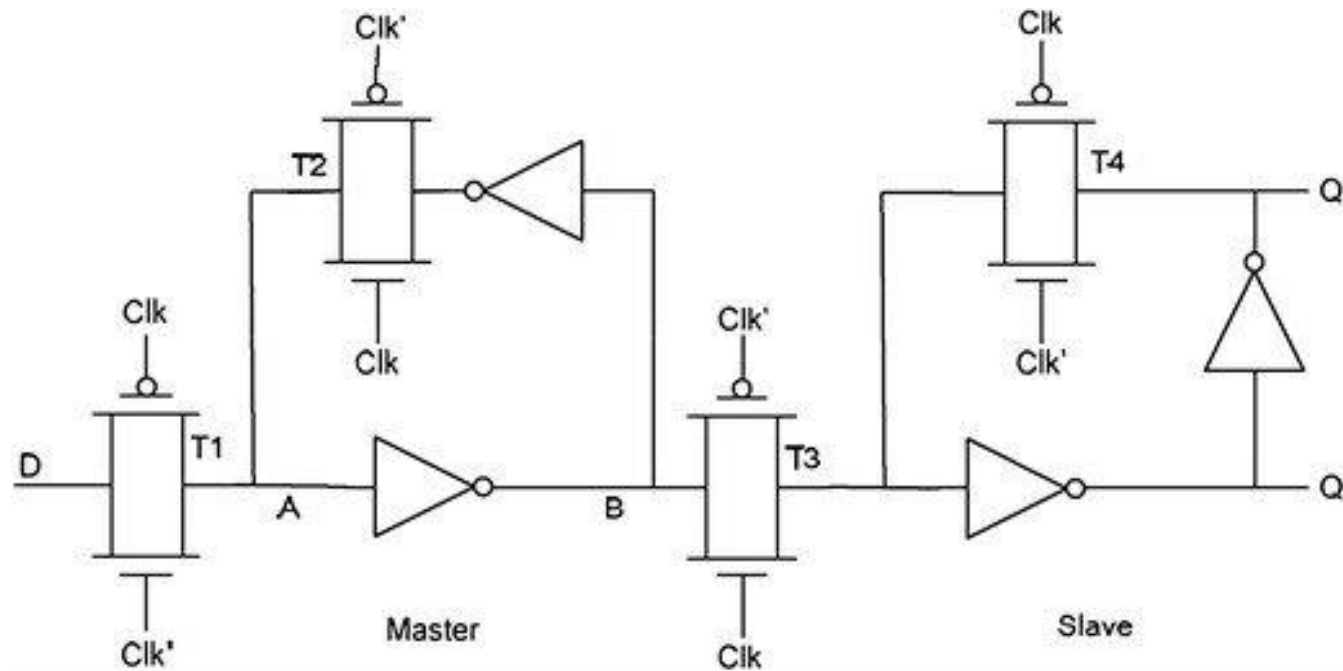 Clk'
Clk
T2
T4
Q
Clk
Clk'
Clk
Clk'
D
T1
A
B
T3
Q
Clk'
Master
Clk
Slave